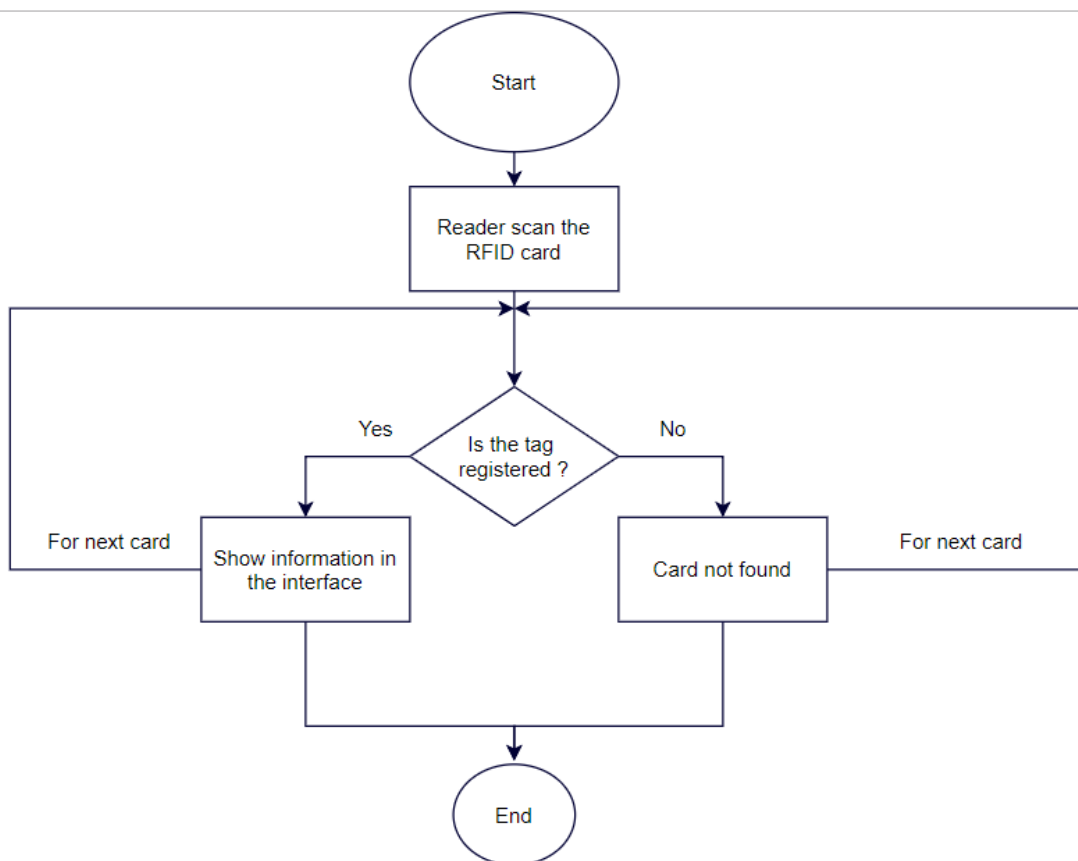 Start
Reader scan the
RFID card
Yes
No
Is the tag
registered ?
For next card
Show information in
the interface
Card not found
For next card
End